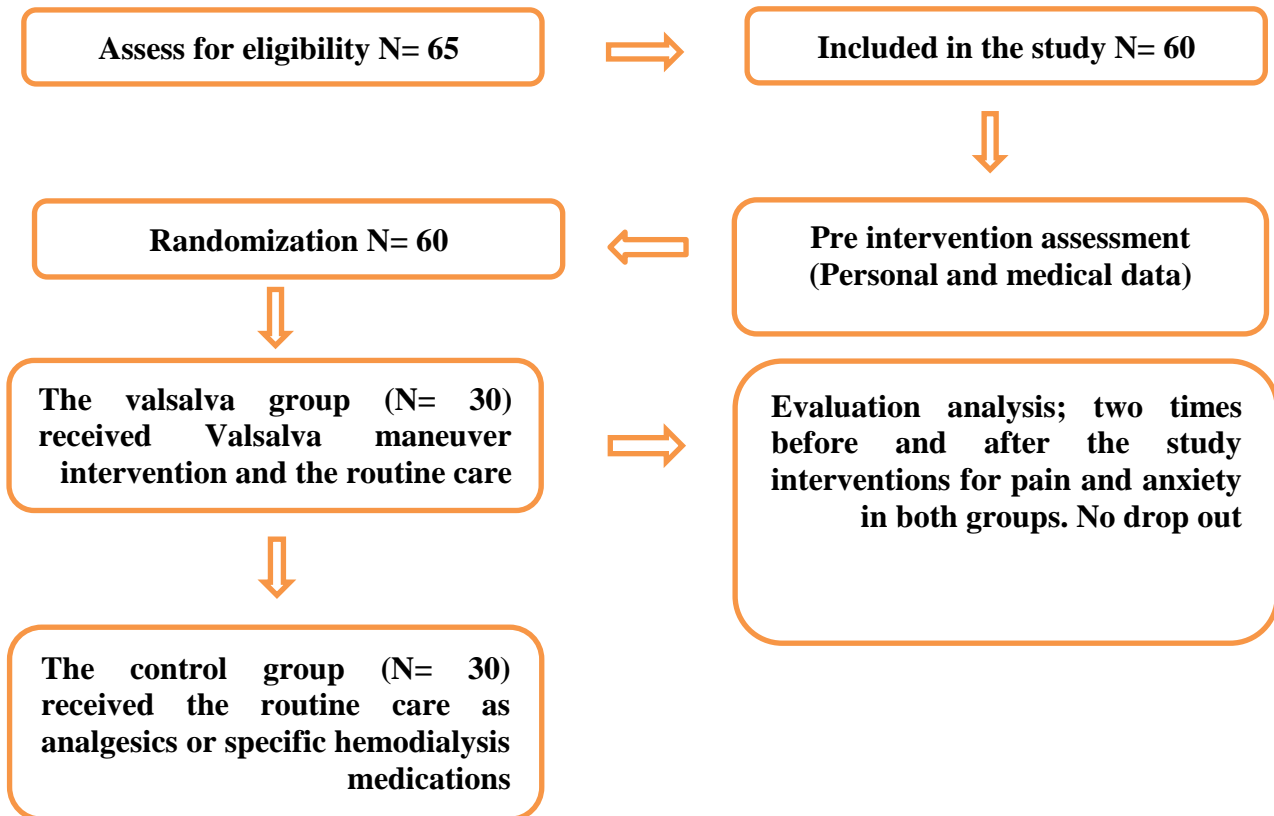 Assess for eligibility N= 65
Included in the study N= 60
Pre intervention assessment
(Personal and medical data)
Randomization N= 60
The valsalva group (N= 30)
received Valsalva maneuver
intervention and the routine care
Evaluation analysis; two times
before and after the study
interventions for pain and anxiety
in both groups. No drop out
The control group (N= 30)
received the routine care as
analgesics or specific hemodialysis
medications